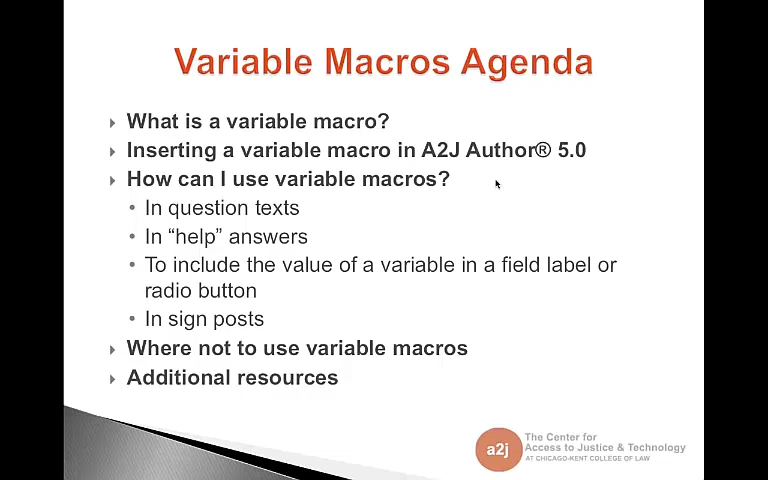 Variable Macros Agenda
What is a variable macro?
Inserting a variable macro in A2J Author® 5.0
How can I use variable macros?
• In question texts
• In “help” answers
• To include the value of a variable in a field label or
radio button
• In sign posts
Where not to use variable macros
Additional resources
a2j
The Center for
Access to Justice & Technology
AT CHICAGO-KENT COLLEGE OF LAW